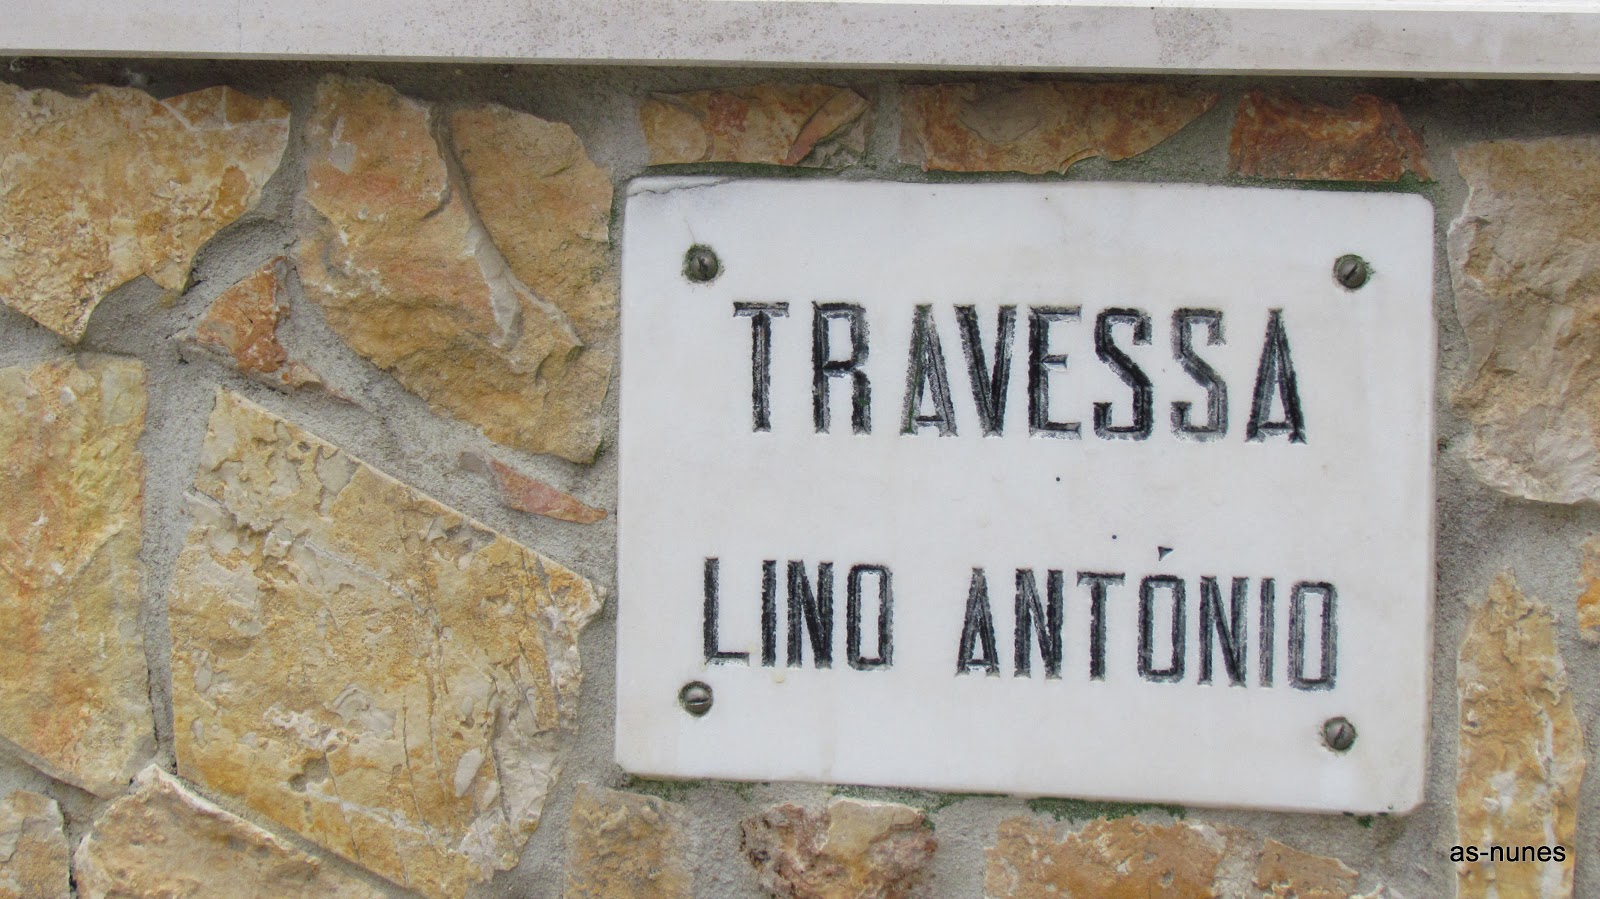 TRAVESSA
LINO ANTÓNIO
as-nunes